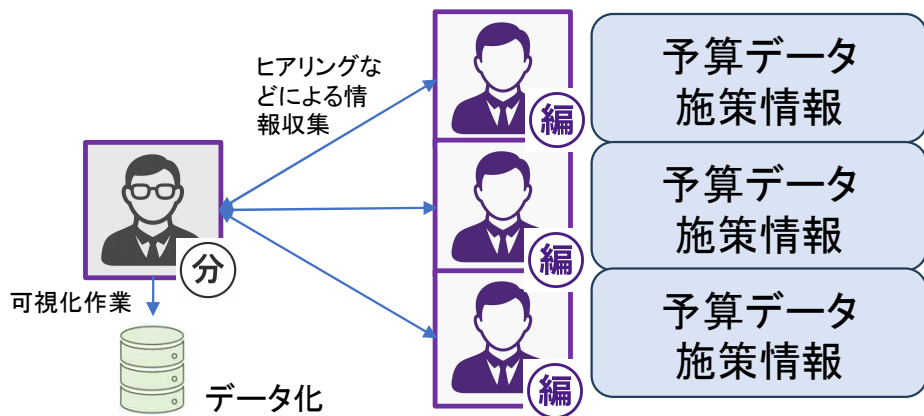 ヒアリングな
どによる情
報収集
分
可視化作業
データ化
編
予算データ
施策情報
編
予算データ
施策情報
編
予算データ
施策情報